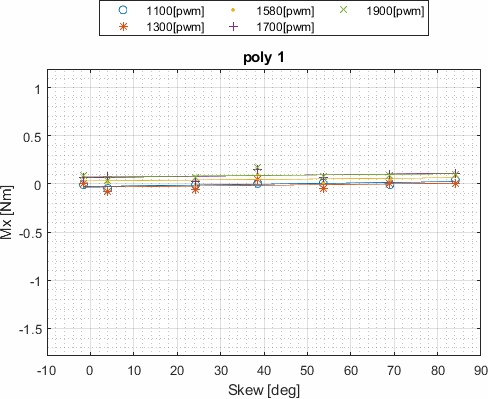 1100[pwm] 1580[pwm] 1900[pwm]
1300[pwm] 1700[pwm]
poly 1
1
0.5
0
-0.5
-1
-1.5
Mx [Nm]
-10 0 10 20 30 40 50 60 70 80 90
Skew [deg]